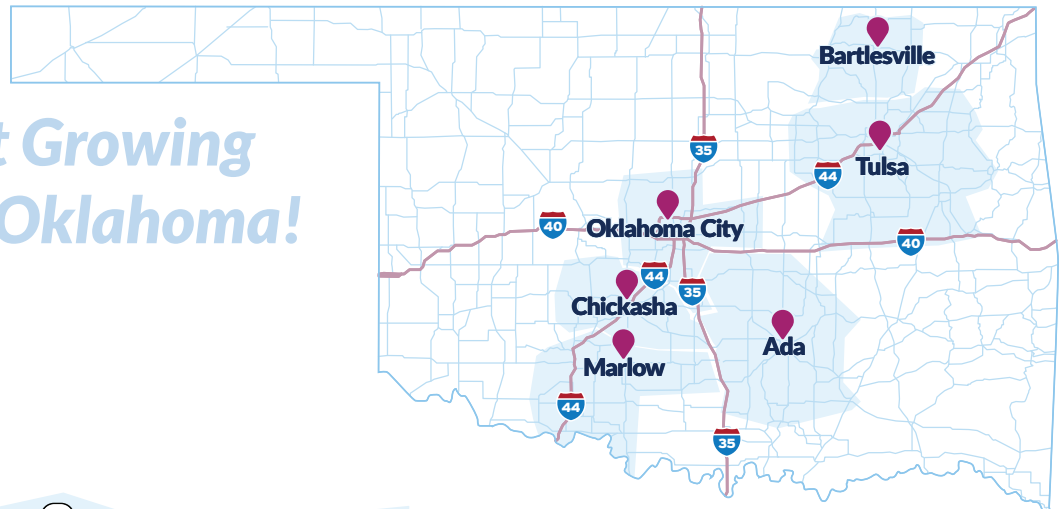 Bartlesville
t Growing
35
Tulsa
44
Oklahoma!
Oklahoma City
40
40
44
35
Chickasha
Ada
Marlow
44
35